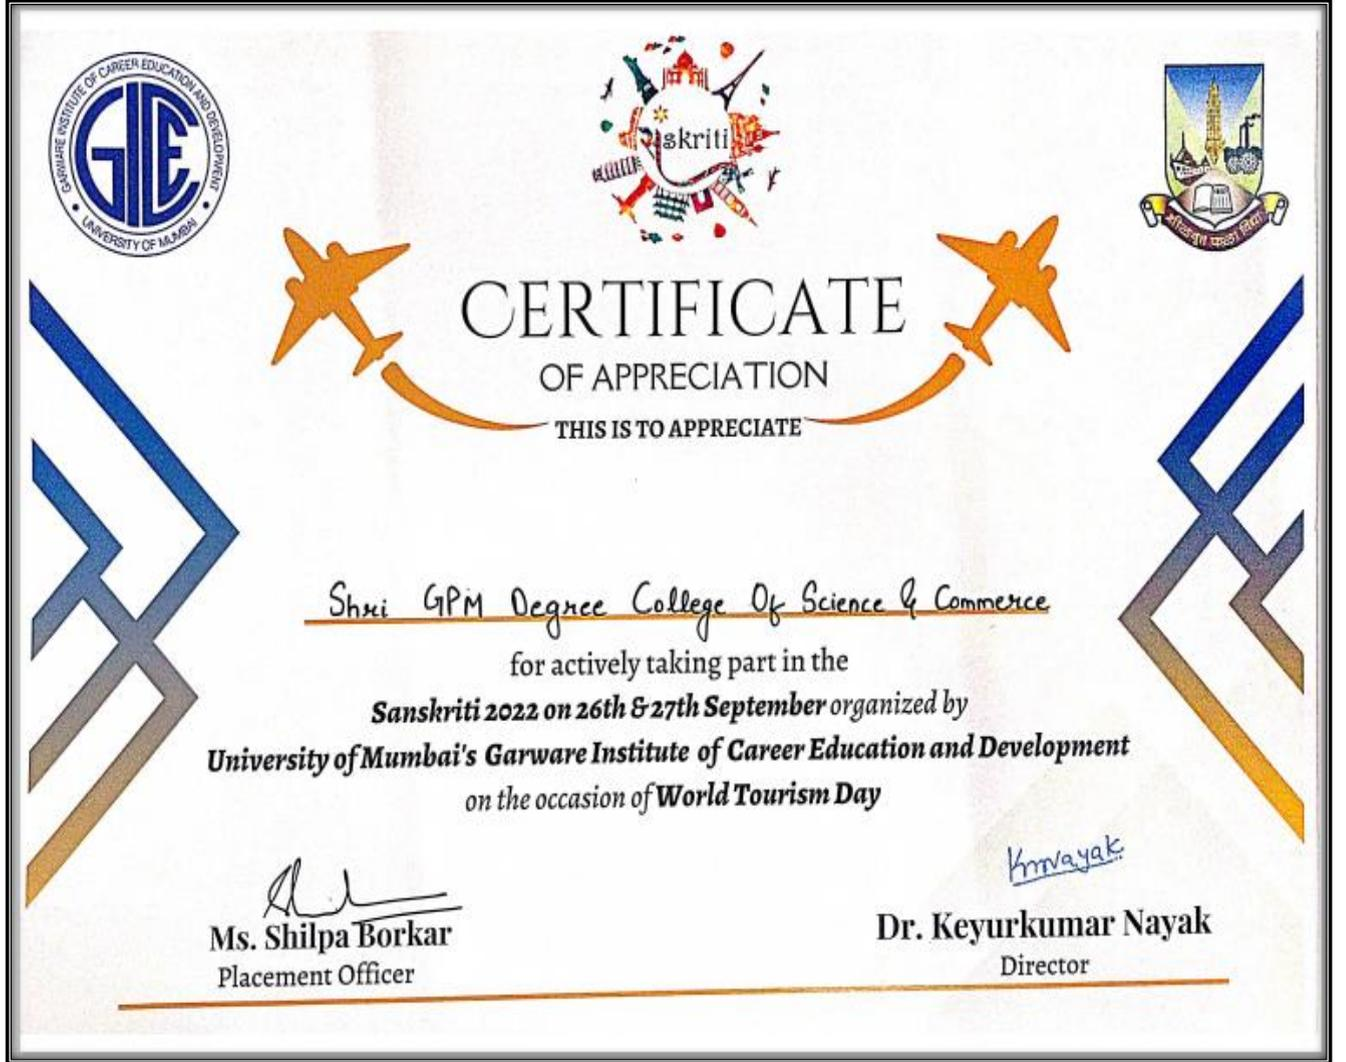 GARWARE INSTITUTE OF CAREER EDUCATION AND DEVELOPMENT
GICE
• UNIVERSITY OF MUMBAI •
skriti
CERTIFICATE
OF APPRECIATION
THIS IS TO APPRECIATE
Shri GPM Degree College Of Science & Commerce
for actively taking part in the
Sanskriti 2022 on 26th & 27th September organized by
University of Mumbai's Garware Institute of Career Education and Development
on the occasion of World Tourism Day
Knnayak
Ms. Shilpa Borkar
Dr. Keyurkumar Nayak
Placement Officer
Director